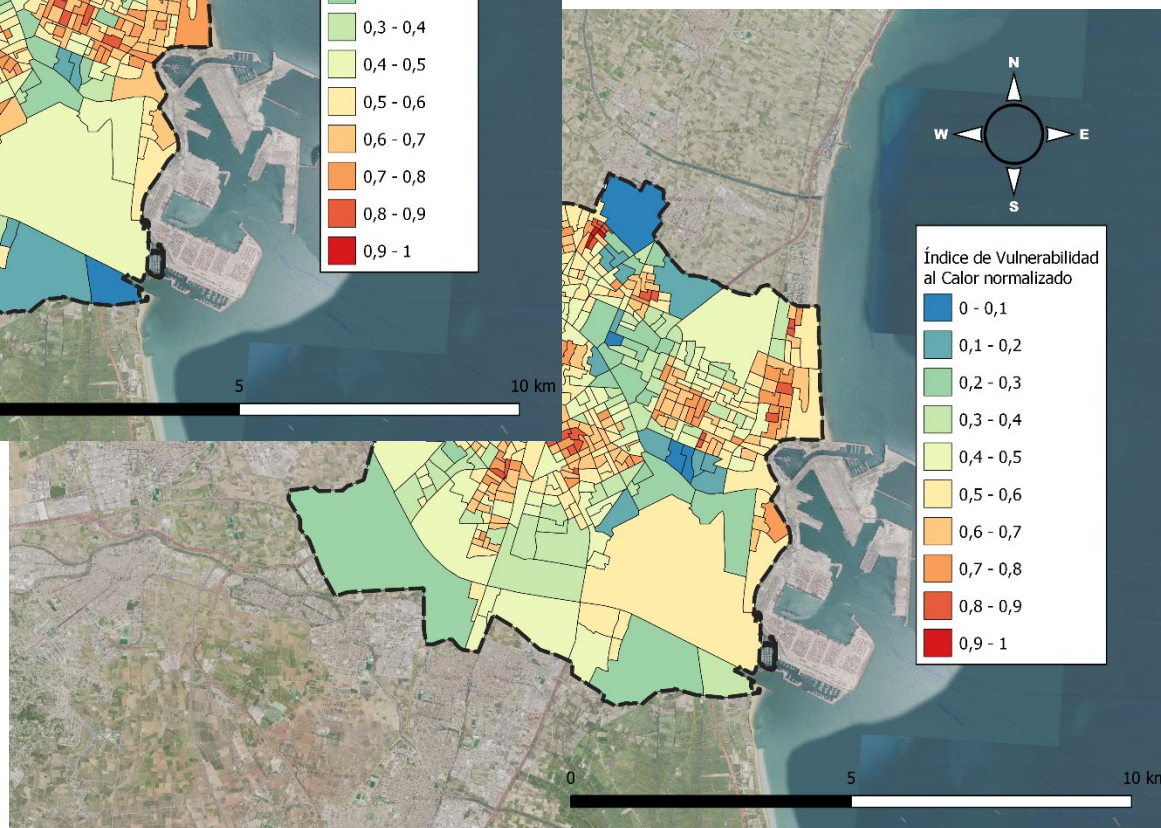 0,3 - 0,4
0,4 - 0,5
0,5 - 0,6
0,6 - 0,7
0,7 - 0,8
0,8 - 0,9
0,9 - 1
5
10 km
N
W
E
S
Índice de Vulnerabilidad
al Calor normalizado
0 - 0,1
0,1 - 0,2
0,2 - 0,3
0,3 - 0,4
0,4 - 0,5
0,5 - 0,6
0,6 - 0,7
0,7 - 0,8
0,8 - 0,9
0,9 - 1
0
5
10 km